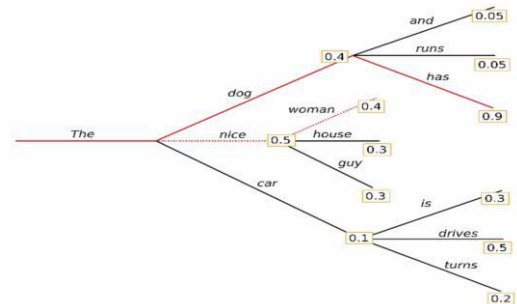 and
0.05
runs
0.4
0.05
dog
has
woman
0.4
0.9
The
nice
0.5
house
0.3
guy
car
0.3
is
0.3
0.1
drives
0.5
turns
0.2